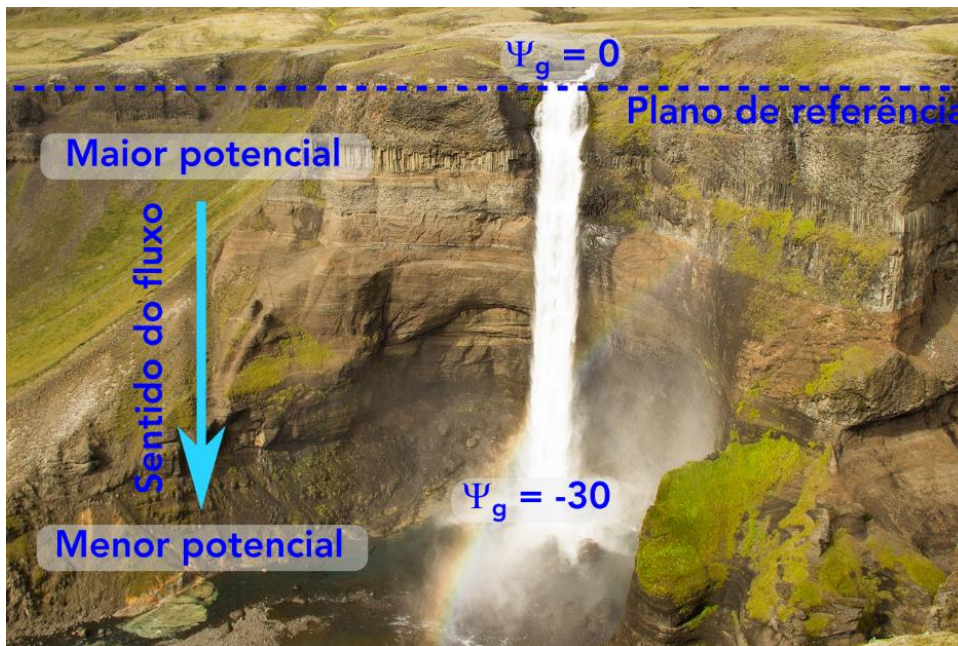 Ψg = 0
Plano de referência
Maior potencial
Sentido do fluxo
Ψg = -30
Menor potencial